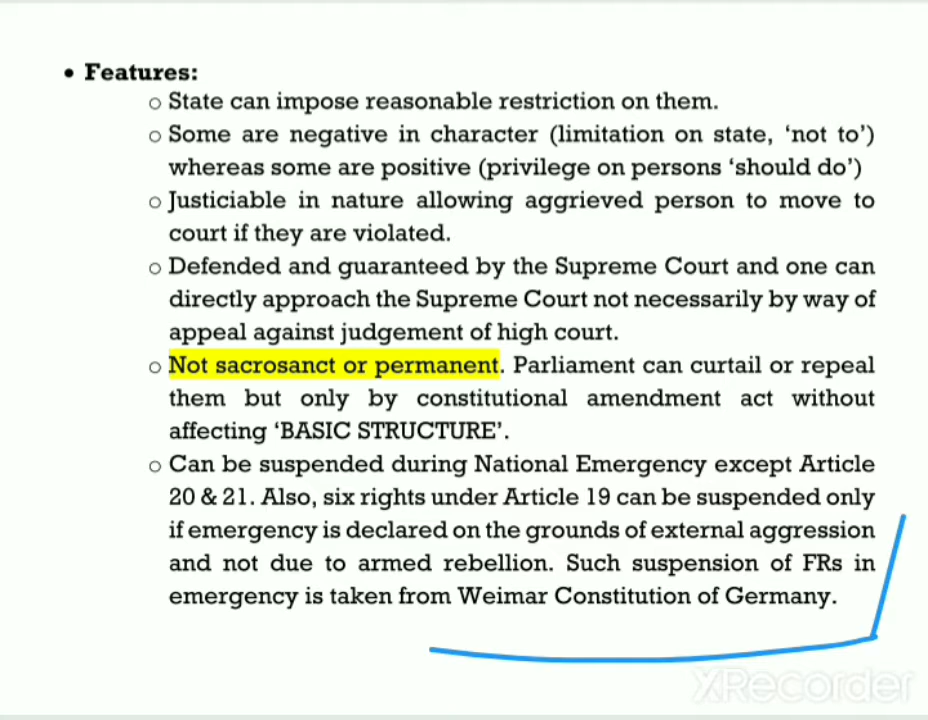 • Features:
○ State can impose reasonable restriction on them.
○ Some are negative in character (limitation on state, ‘not to’)
whereas some are positive (privilege on persons ‘should do’)
○ Justiciable in nature allowing aggrieved person to move to
court if they are violated.
○ Defended and guaranteed by the Supreme Court and one can
directly approach the Supreme Court not necessarily by way of
appeal against judgement of high court.
○ Not sacrosanct or permanent. Parliament can curtail or repeal
them but only by constitutional amendment act without
affecting ‘BASIC STRUCTURE’.
○ Can be suspended during National Emergency except Article
20 & 21. Also, six rights under Article 19 can be suspended only
if emergency is declared on the grounds of external aggression
and not due to armed rebellion. Such suspension of FRs in
emergency is taken from Weimar Constitution of Germany.
XRecorder